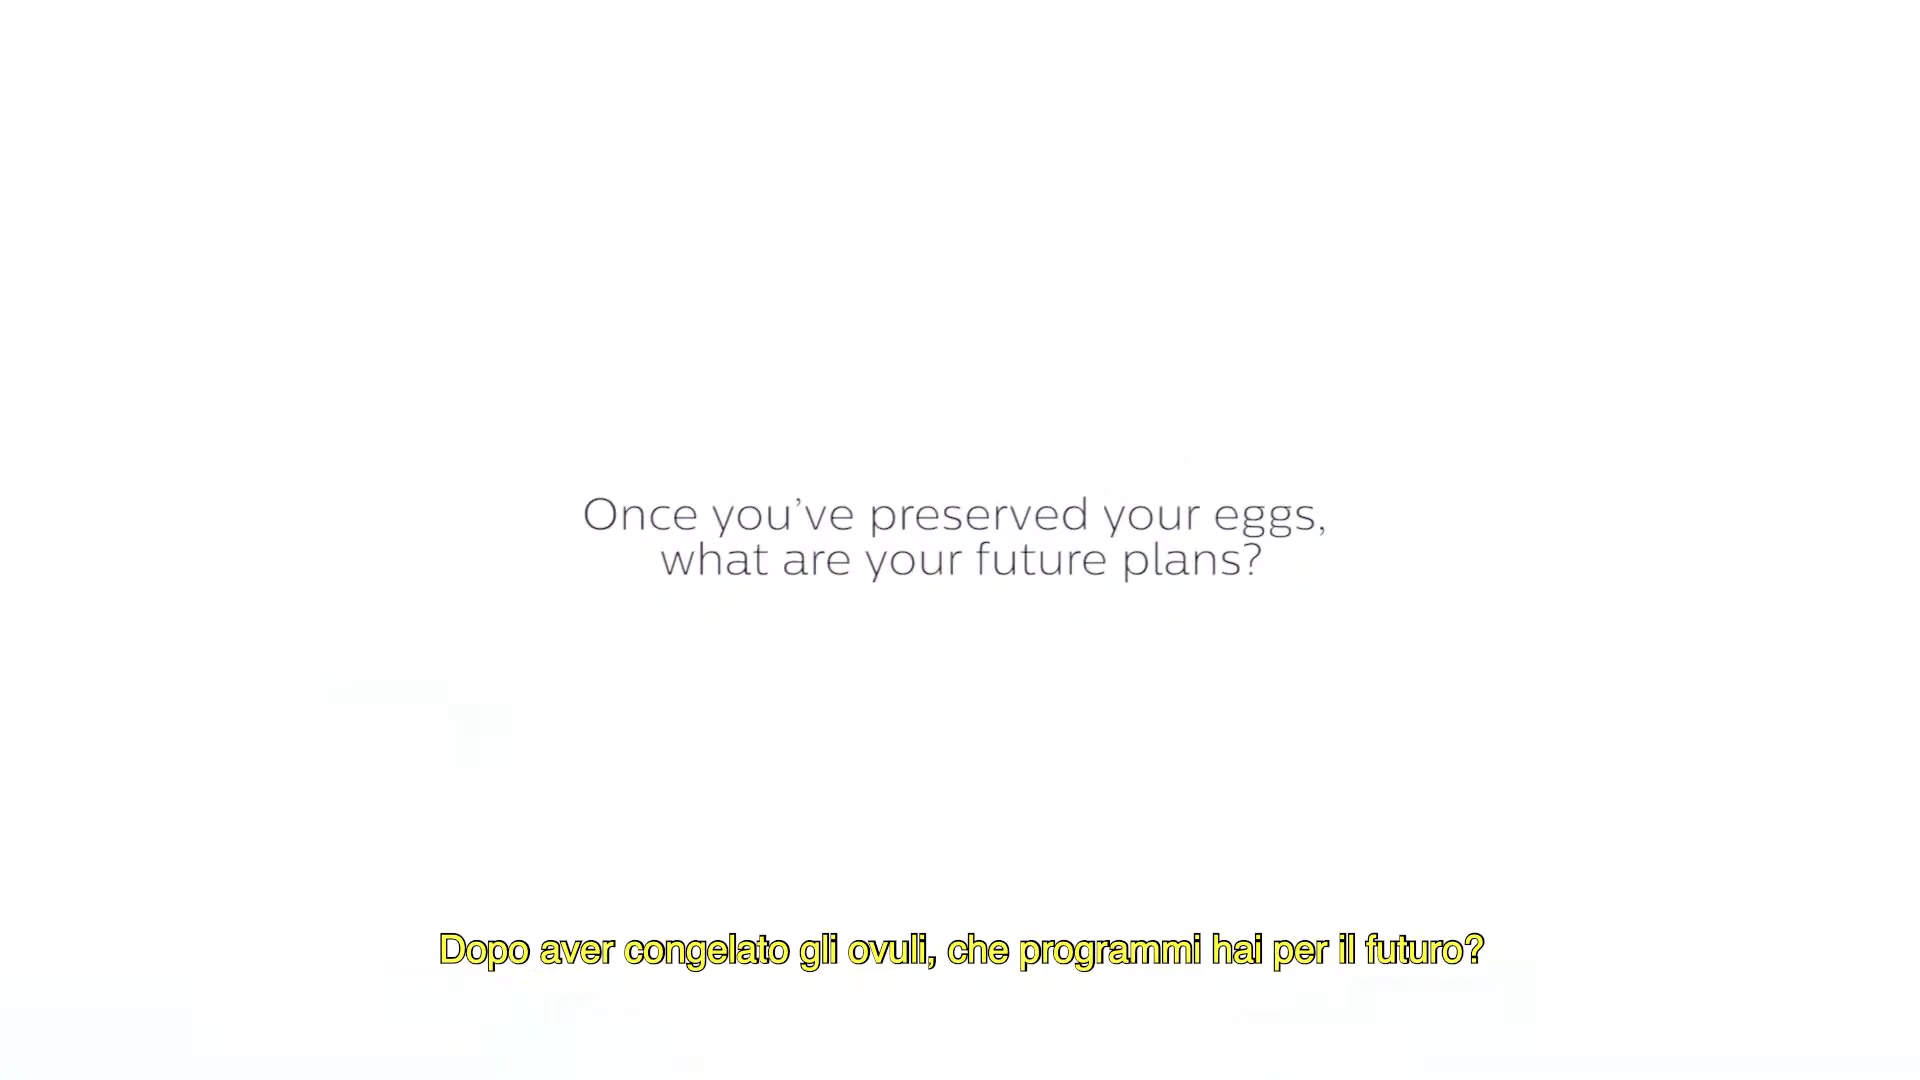 Once you’ve preserved your eggs,
what are your future plans?
Dopo aver congelato gli ovuli, che programmi hai per il futuro?